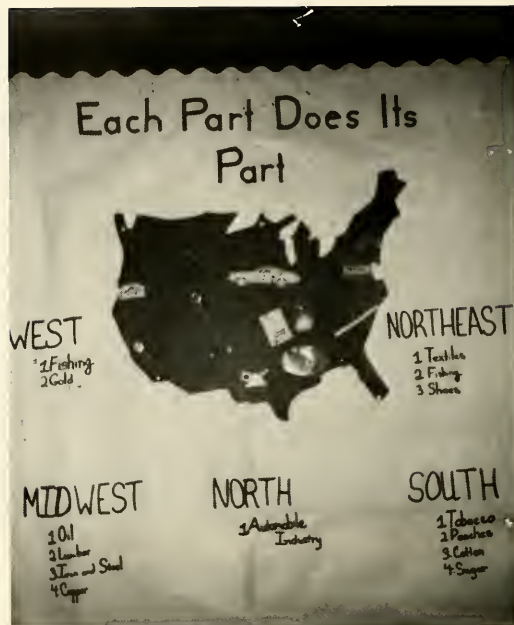 Each Part Does Its
Part
WEST
1 Fishing
2 Gold
NORTHEAST
1 Textiles
2 Fishing
3 Shoes
MIDWEST
1 Oil
2 Lumber
3 Iron and Steel
4 Copper
NORTH
1 Automobile
Industry
SOUTH
1 Tobacco
2 Peaches
3. Cotton
4. Sugar